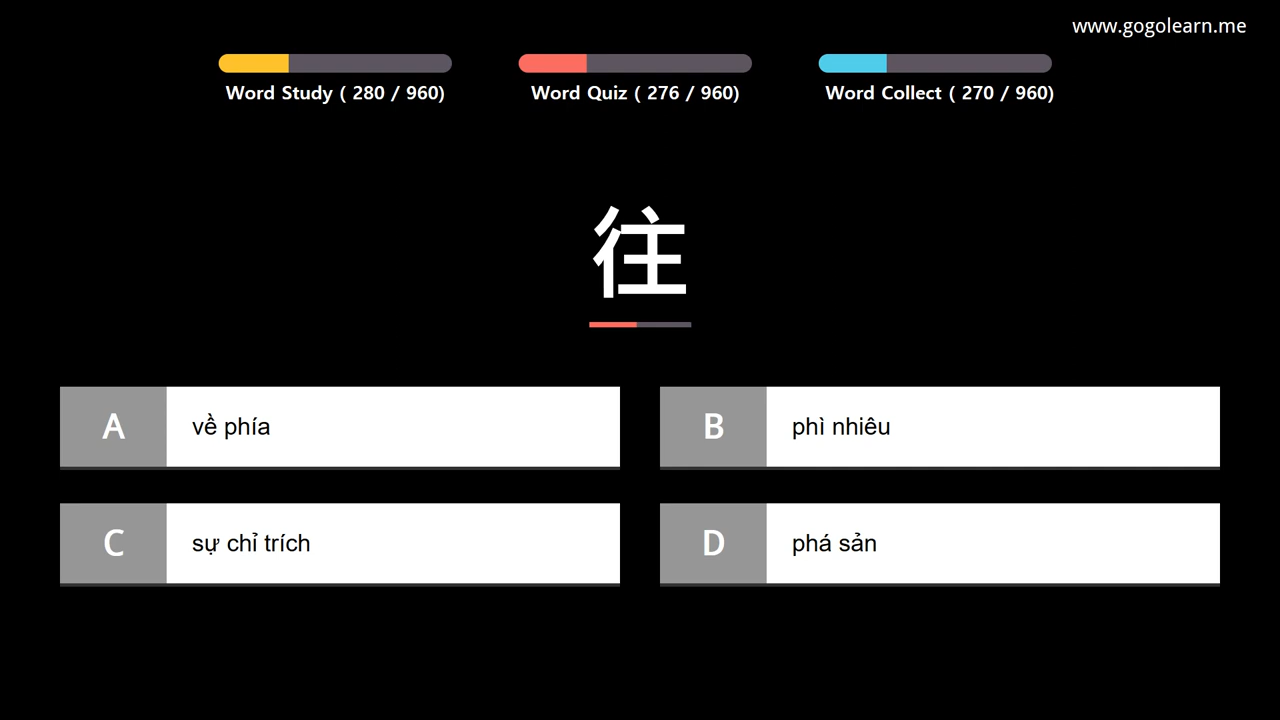 www.gogolearn.me
Word Study ( 280 / 960)
Word Quiz ( 276 / 960)
Word Collect ( 270 / 960)
往
A
về phía
B
phì nhiêu
C
sự chỉ trích
D
phá sản